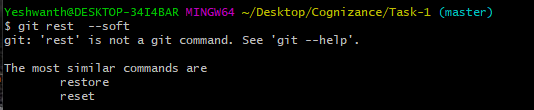 Yeshwanth@DESKTOP-34I4BAR MINGW64 ~/Desktop/Cognizance/Task-1 (master)
$ git rest --soft
git: 'rest' is not a git command. See 'git --help'.
The most similar commands are
restore
reset